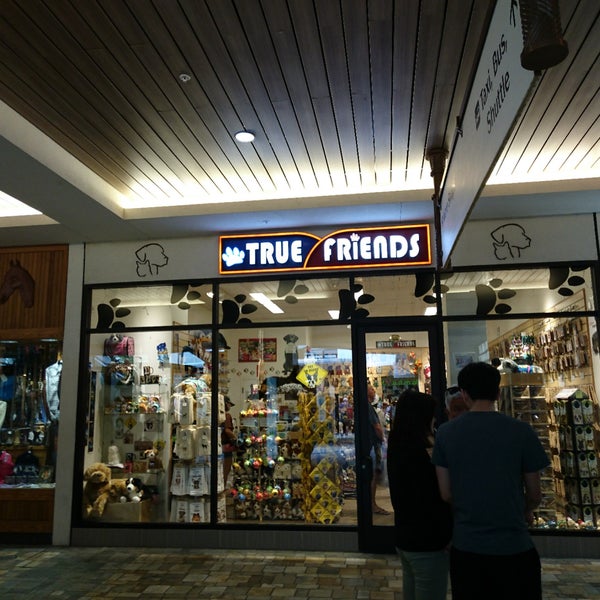 Taxi, Bus,
Shuttle
TRUE FRIENDS